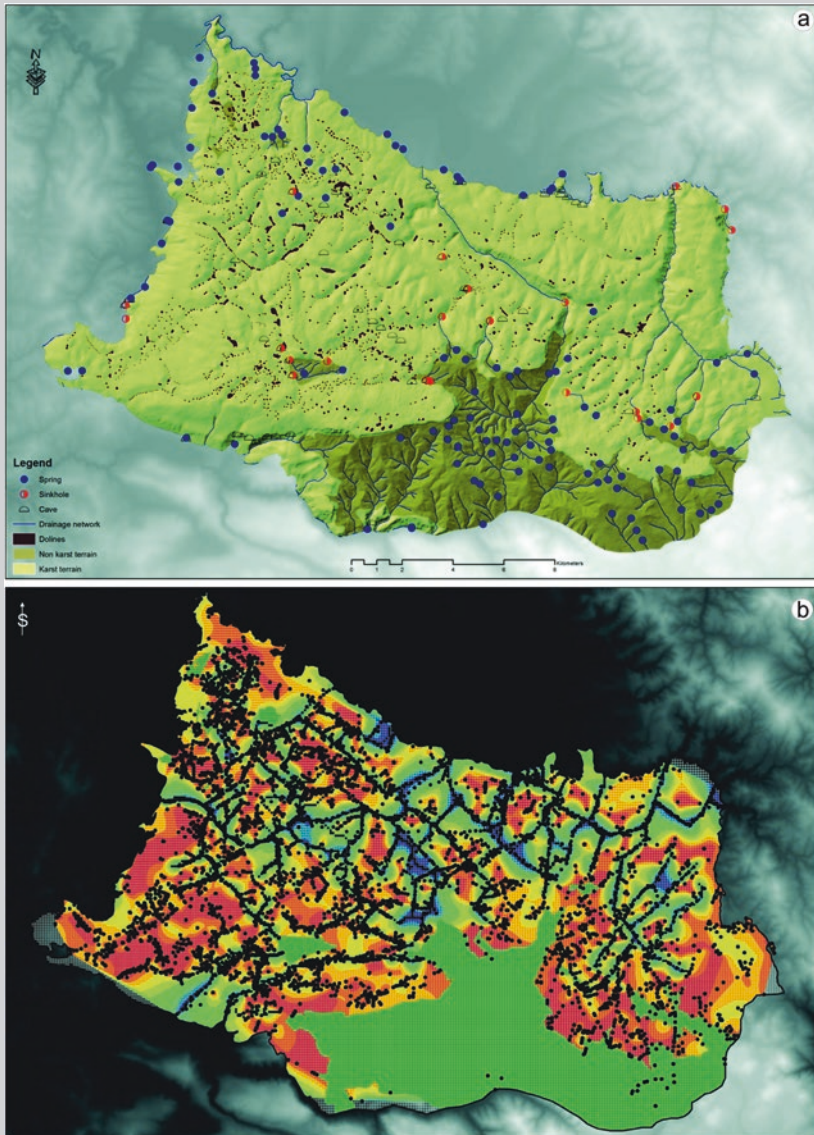 a
N
Legend
Spring
Sinkhole
Cave
Drainage network
Dolines
Non karst terrain
Karst terrain
0 1 2 4 6 8 Kilometers
b
$